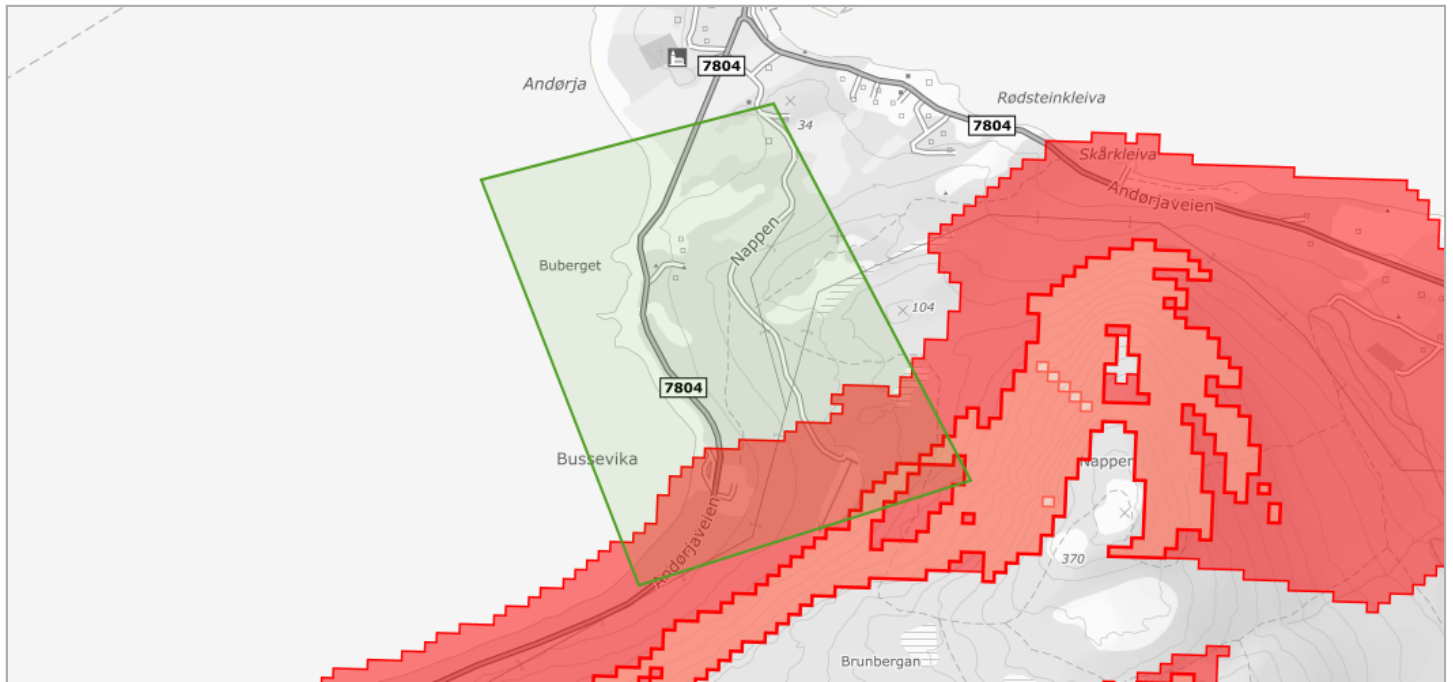 7804
Andørja
Rødsteinkleiva
34
7804
Skårkleiva
Andørjaveien
Nappen
Buberget
104
7804
Bussevika
Nappen
Andørjaveien
370
Brunbergan